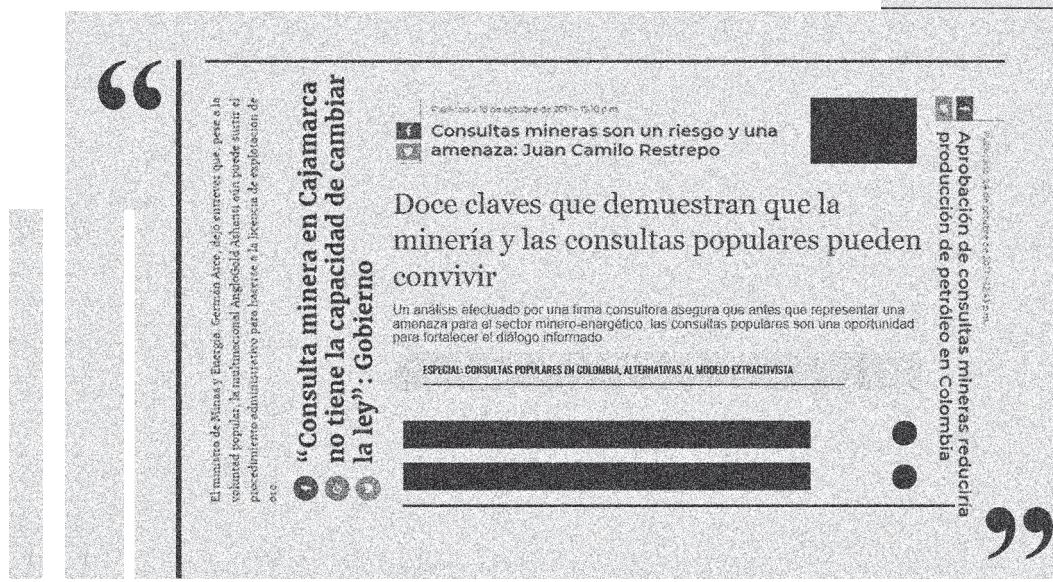 “
El ministro de Minas y Energía, Germán Arce, dejó entrever que, pese a la
voluntad popular, la multinacional AngloGold Ashanti aún puede surtir el
procedimiento administrativo para hacerse a la licencia de explotación de
oro.
“Consulta minera en Cajamarca
no tiene la capacidad de cambiar
la ley”: Gobierno
Publicado 10 de octubre de 2017
Consultas mineras son un riesgo y una
amenaza: Juan Camilo Restrepo
Doce claves que demuestran que la
minería y las consultas populares pueden
convivir
Un análisis efectuado por una firma consultora asegura que antes que representar una
amenaza para el sector minero-energético, las consultas populares son una oportunidad
para fortalecer el diálogo informado
ESPECIAL: CONSULTAS POPULARES EN COLOMBIA, ALTERNATIVAS AL MODELO EXTRACTIVISTA
Aprobación de consultas mineras reduciría
producción de petróleo en Colombia
”